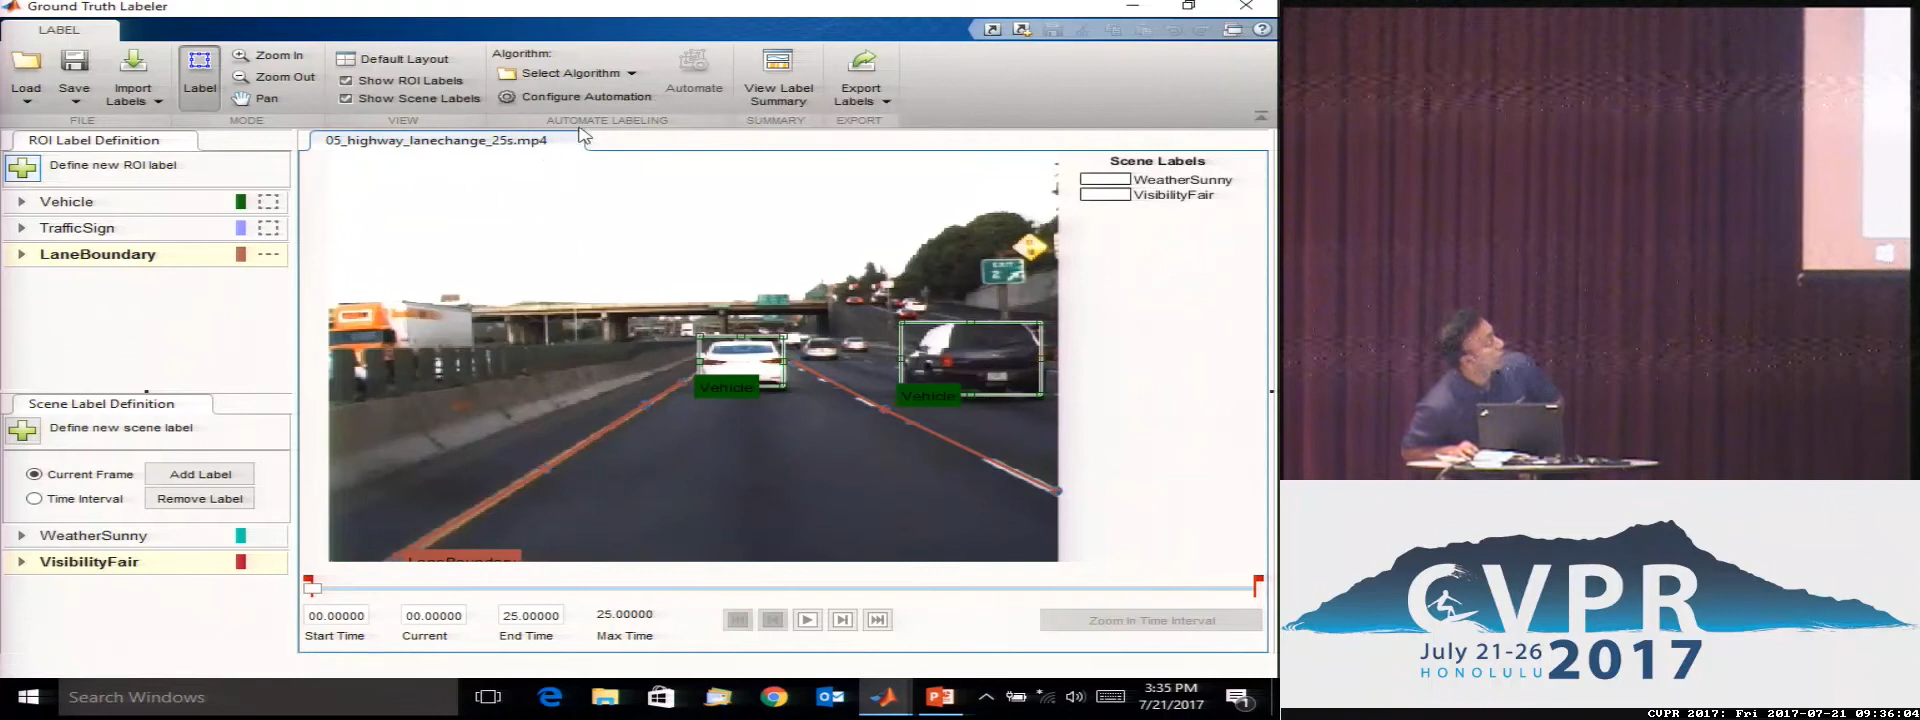 Ground Truth Labeler
LABEL
Load
Save
Import Labels
FILE
Label
Zoom In
Zoom Out
Pan
MODE
Default Layout
Show ROI Labels
Show Scene Labels
VIEW
Algorithm:
Select Algorithm
Configure Automation
Automate
AUTOMATE LABELING
View Label Summary
SUMMARY
Export Labels
EXPORT
ROI Label Definition
Define new ROI label
Vehicle
TrafficSign
LaneBoundary
05_highway_lanechange_25s.mp4
Scene Labels
WeatherSunny
VisibilityFair
EXIT
2
Vehicle
Vehicle
LaneBoundary
Scene Label Definition
Define new scene label
Current Frame
Add Label
Time Interval
Remove Label
WeatherSunny
VisibilityFair
00.00000
00.00000
25.00000
25.00000
Start Time
Current
End Time
Max Time
Zoom In Time Interval
Search Windows
3:35 PM
7/21/2017
1
CVPR
July 21-26
HONOLULU
2017
CVPR 2017: Fri 2017-07-21 09:36:04